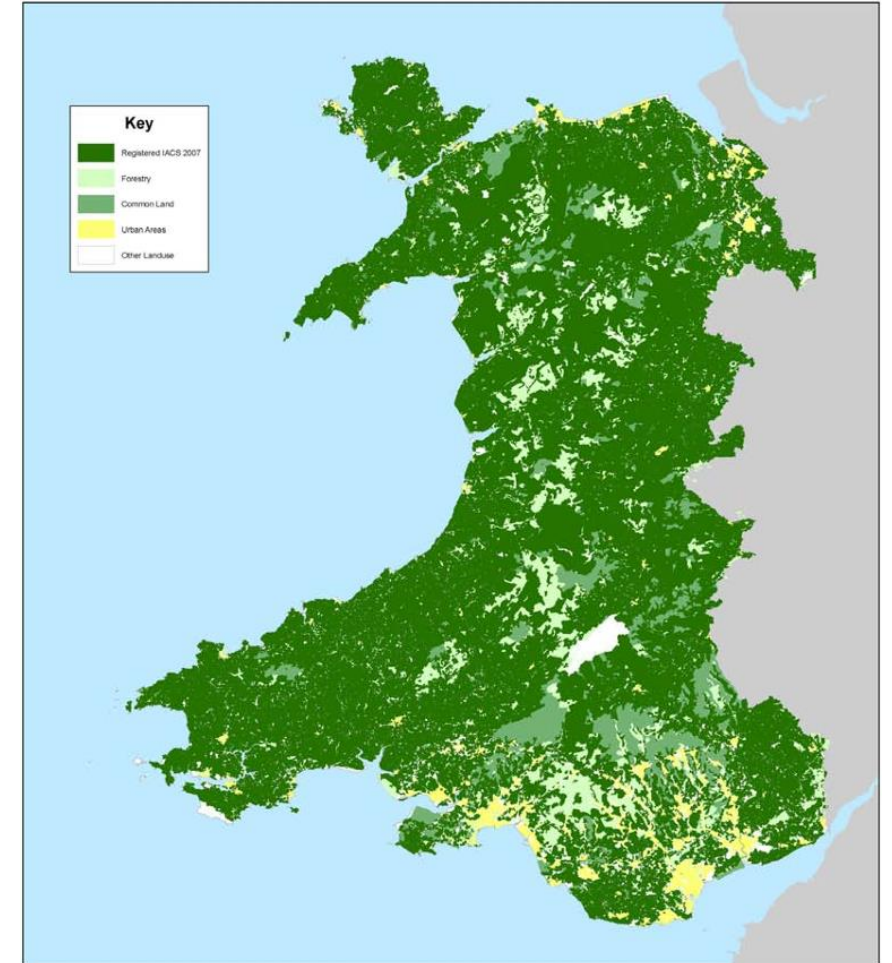 Key
Registered IACS 2007
Forestry
Common Land
Urban Areas
Other Landuse